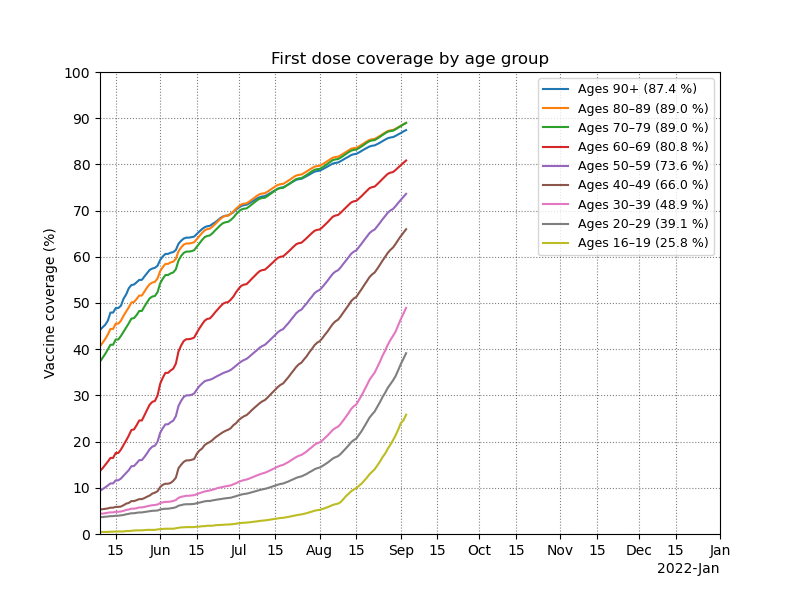 First dose coverage by age group
Vaccine coverage (%)
100
90
80
70
60
50
40
30
20
10
0
Ages 90+ (87.4 %)
Ages 80–89 (89.0 %)
Ages 70–79 (89.0 %)
Ages 60–69 (80.8 %)
Ages 50–59 (73.6 %)
Ages 40–49 (66.0 %)
Ages 30–39 (48.9 %)
Ages 20–29 (39.1 %)
Ages 16–19 (25.8 %)
15 Jun 15 Jul 15 Aug 15 Sep 15 Oct 15 Nov 15 Dec 15 Jan
2022-Jan